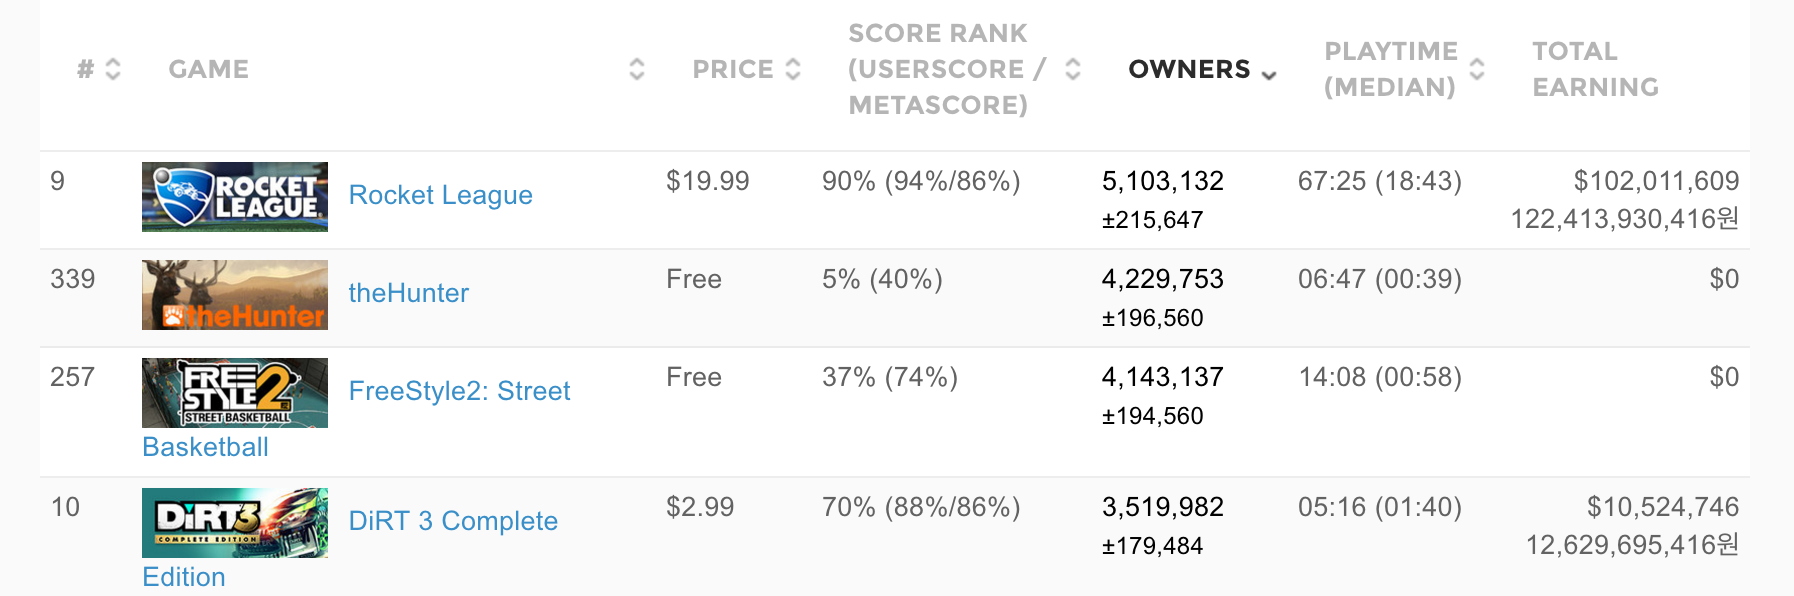 # GAME PRICE SCORE RANK (USERSCORE / METASCORE) OWNERS PLAYTIME (MEDIAN) TOTAL EARNING
9 ROCKET LEAGUE Rocket League $19.99 90% (94%/86%) 5,103,132 67:25 (18:43) $102,011,609
±215,647 122,413,930,416원
339 theHunter theHunter Free 5% (40%) 4,229,753 06:47 (00:39) $0
±196,560
257 FREE STYLE 2 STREET BASKETBALL FreeStyle2: Street Free 37% (74%) 4,143,137 14:08 (00:58) $0
±194,560
Basketball
10 DiRT3 COMPLETE EDITION DiRT 3 Complete $2.99 70% (88%/86%) 3,519,982 05:16 (01:40) $10,524,746
±179,484 12,629,695,416원
Edition